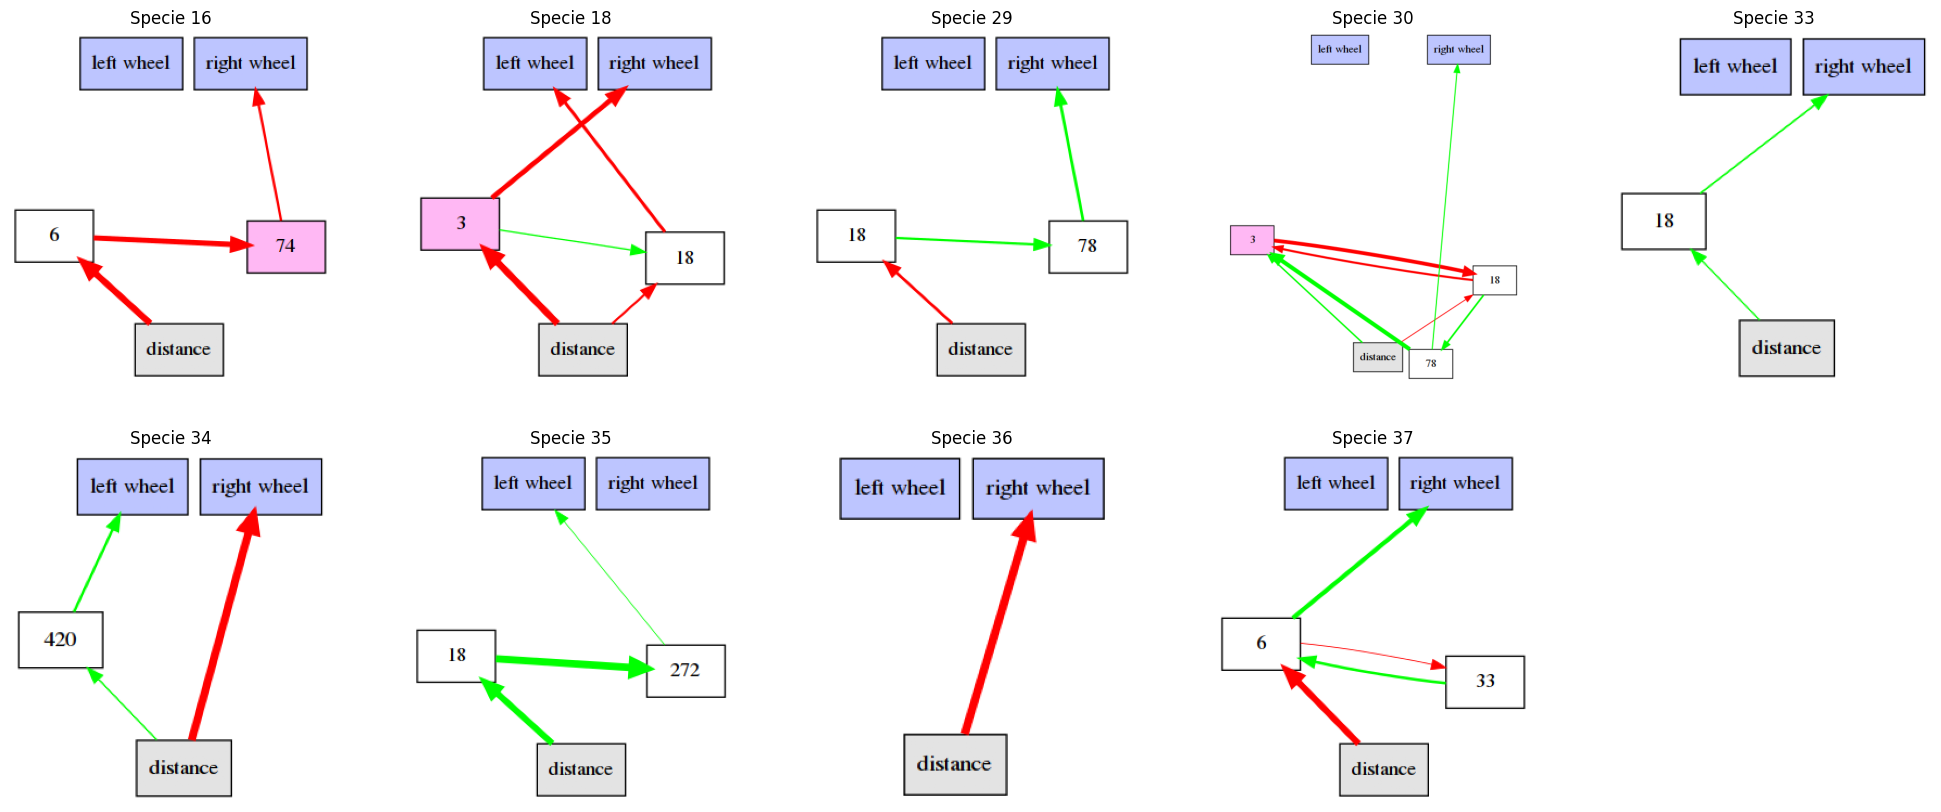 Specie 16
left wheel
right wheel
6
74
distance
Specie 18
left wheel
right wheel
3
18
distance
Specie 29
left wheel
right wheel
18
78
distance
Specie 30
left wheel
right wheel
3
18
distance
78
Specie 33
left wheel
right wheel
18
distance
Specie 34
left wheel
right wheel
420
distance
Specie 35
left wheel
right wheel
18
272
distance
Specie 36
left wheel
right wheel
distance
Specie 37
left wheel
right wheel
6
33
distance